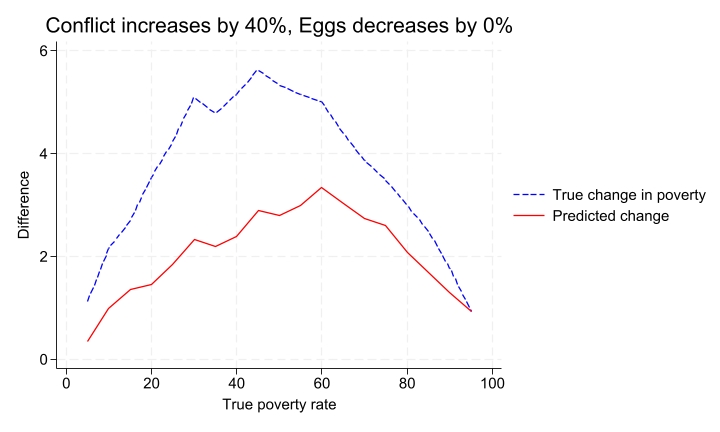 Conflict increases by 40%, Eggs decreases by 0%
6
4
2
0
Difference
0 20 40 60 80 100
True poverty rate
True change in poverty
Predicted change